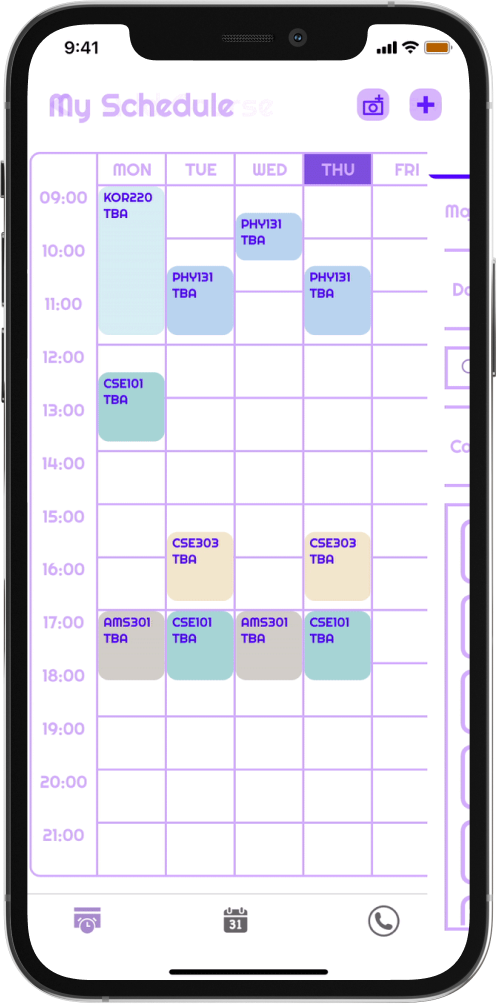 9:41
My Schedule
MON TUE WED THU FRI
09:00
10:00
11:00
12:00
13:00
14:00
15:00
16:00
17:00
18:00
19:00
20:00
21:00
KOR220
TBA
CSE101
TBA
AMS301
TBA
PHY131
TBA
CSE303
TBA
CSE101
TBA
PHY131
TBA
AMS301
TBA
PHY131
TBA
CSE303
TBA
CSE101
TBA
31